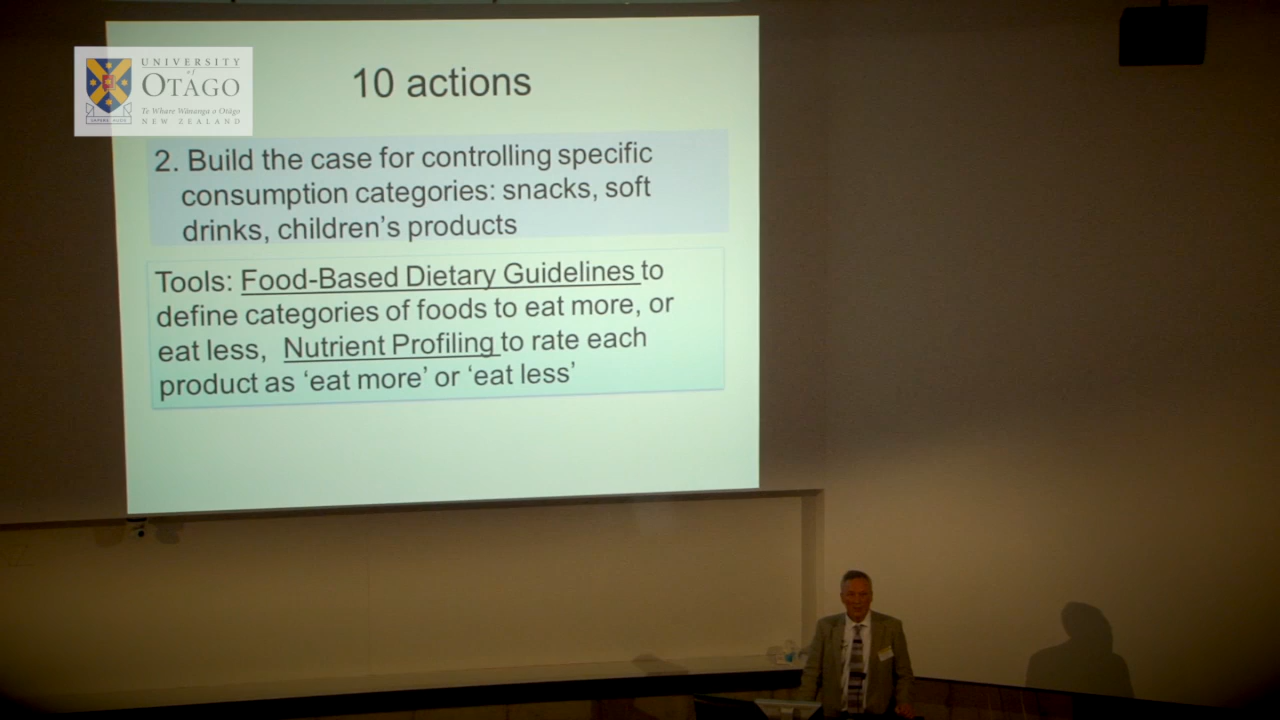 UNIVERSITY
of
OTAGO
Te Whare Wānanga o Otāgo
NEW ZEALAND
10 actions
2. Build the case for controlling specific
consumption categories: snacks, soft
drinks, children’s products
Tools: Food-Based Dietary Guidelines to
define categories of foods to eat more, or
eat less, Nutrient Profiling to rate each
product as ‘eat more’ or ‘eat less’